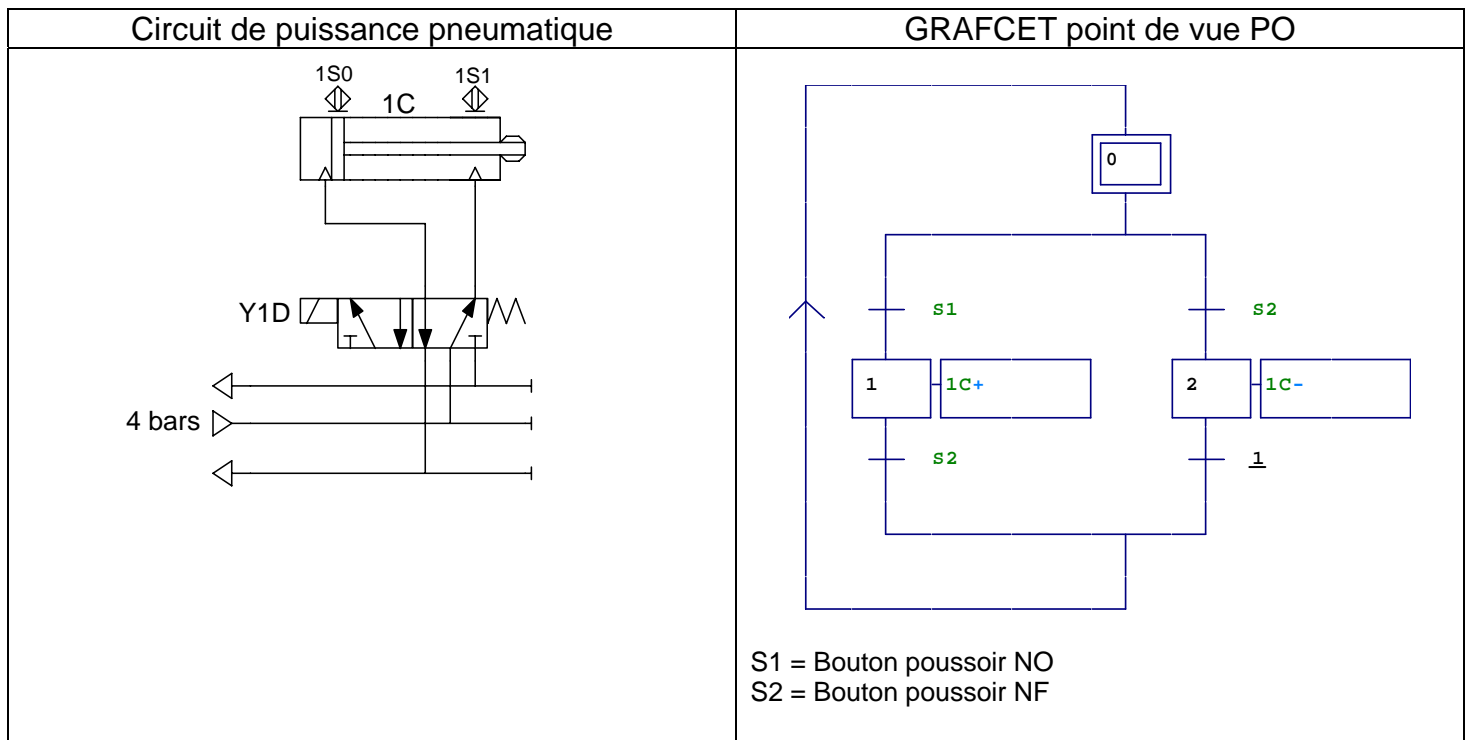 Circuit de puissance pneumatique
GRAFCET point de vue PO
1S0
1S1
1C
Y1D
4 bars
0
S1
S2
1
1C+
2
1C-
S2
1
S1 = Bouton poussoir NO
S2 = Bouton poussoir NF